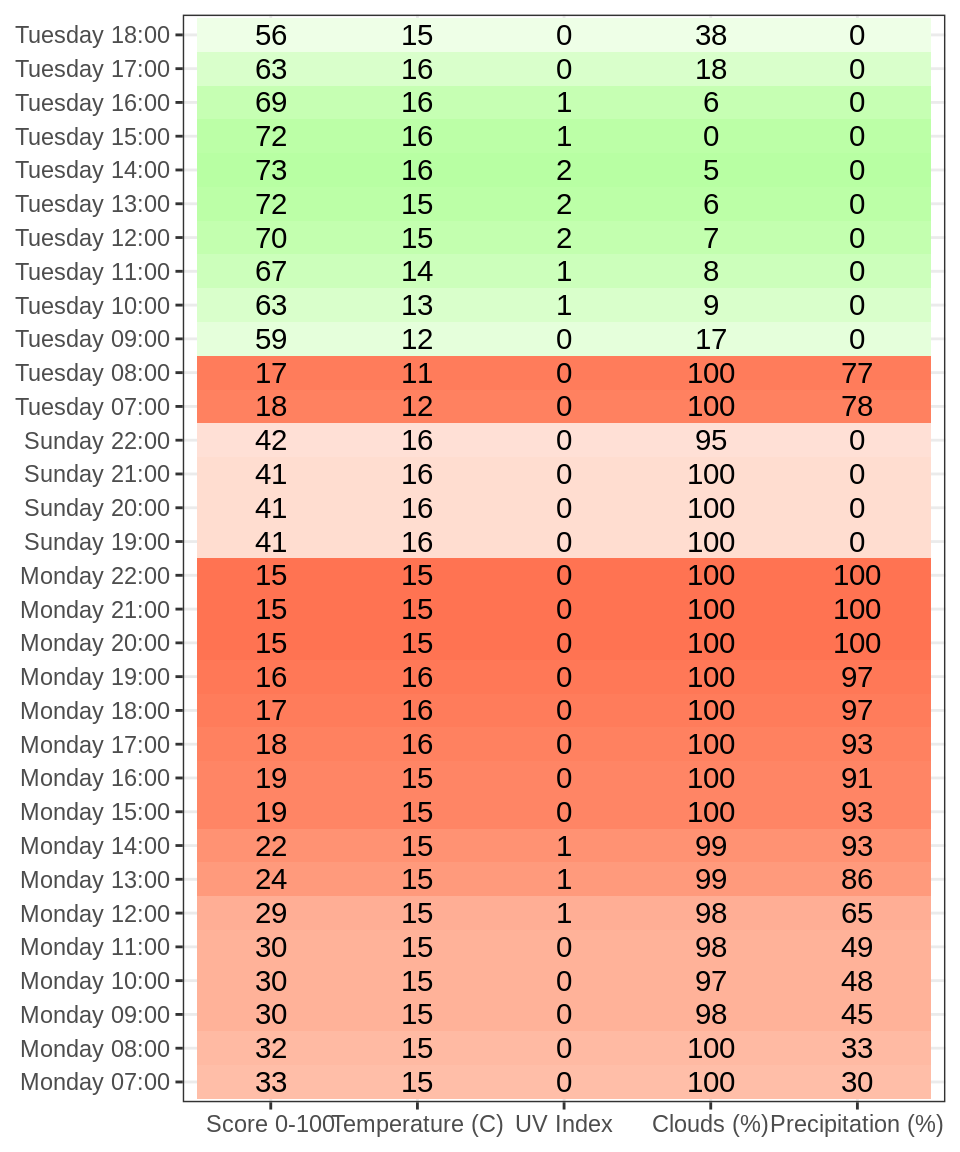 Tuesday 18:00 56 15 0 38 0
Tuesday 17:00 63 16 0 18 0
Tuesday 16:00 69 16 1 6 0
Tuesday 15:00 72 16 1 0 0
Tuesday 14:00 73 16 2 5 0
Tuesday 13:00 72 15 2 6 0
Tuesday 12:00 70 15 2 7 0
Tuesday 11:00 67 14 1 8 0
Tuesday 10:00 63 13 1 9 0
Tuesday 09:00 59 12 0 17 0
Tuesday 08:00 17 11 0 100 77
Tuesday 07:00 18 12 0 100 78
Sunday 22:00 42 16 0 95 0
Sunday 21:00 41 16 0 100 0
Sunday 20:00 41 16 0 100 0
Sunday 19:00 41 16 0 100 0
Monday 22:00 15 15 0 100 100
Monday 21:00 15 15 0 100 100
Monday 20:00 15 15 0 100 100
Monday 19:00 16 16 0 100 97
Monday 18:00 17 16 0 100 97
Monday 17:00 18 16 0 100 93
Monday 16:00 19 15 0 100 91
Monday 15:00 19 15 0 100 93
Monday 14:00 22 15 1 99 93
Monday 13:00 24 15 1 99 86
Monday 12:00 29 15 1 98 65
Monday 11:00 30 15 0 98 49
Monday 10:00 30 15 0 97 48
Monday 09:00 30 15 0 98 45
Monday 08:00 32 15 0 100 33
Monday 07:00 33 15 0 100 30
Score 0-100 Temperature (C) UV Index Clouds (%) Precipitation (%)